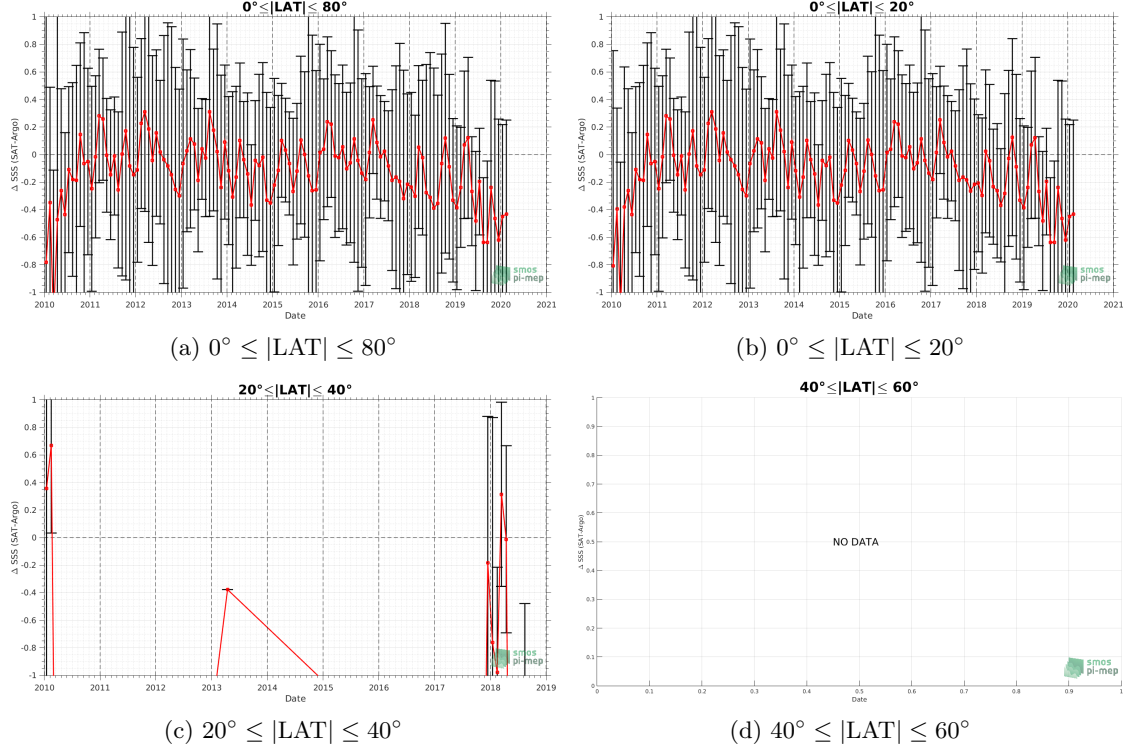 0°≤|LAT|≤ 80°
Δ SSS (SAT-Argo)
1
0.8
0.6
0.4
0.2
0
-0.2
-0.4
-0.6
-0.8
-1
2010 2011 2012 2013 2014 2015 2016 2017 2018 2019 2020 2021
Date
smos
pi-mep
(a) 0° ≤ |LAT| ≤ 80°
0°≤|LAT|≤ 20°
Δ SSS (SAT-Argo)
1
0.8
0.6
0.4
0.2
0
-0.2
-0.4
-0.6
-0.8
-1
2010 2011 2012 2013 2014 2015 2016 2017 2018 2019 2020 2021
Date
smos
pi-mep
(b) 0° ≤ |LAT| ≤ 20°
20°≤|LAT|≤ 40°
Δ SSS (SAT-Argo)
1
0.8
0.6
0.4
0.2
0
-0.2
-0.4
-0.6
-0.8
-1
2010 2011 2012 2013 2014 2015 2016 2017 2018 2019
Date
smos
pi-mep
(c) 20° ≤ |LAT| ≤ 40°
40°≤|LAT|≤ 60°
Δ SSS (SAT-Argo)
1
0.9
0.8
0.7
0.6
0.5
0.4
0.3
0.2
0.1
0
NO DATA
0 0.1 0.2 0.3 0.4 0.5 0.6 0.7 0.8 0.9 1
Date
smos
pi-mep
(d) 40° ≤ |LAT| ≤ 60°